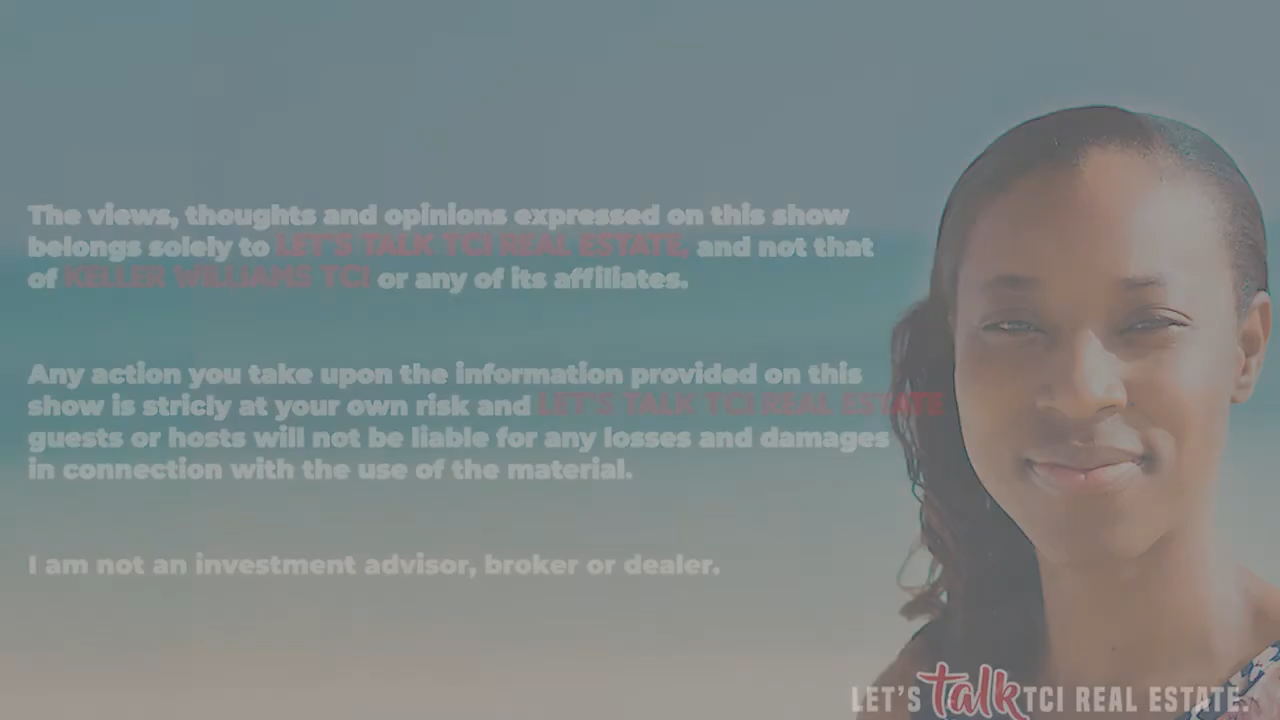 The views, thoughts and opinions expressed on this show
belongs solely to LET'S TALK TCI REAL ESTATE, and not that
of KELLER WILLIAMS TCI or any of its affiliates.
Any action you take upon the information provided on this
show is stricly at your own risk and LET'S TALK TCI REAL ESTATE
guests or hosts will not be liable for any losses and damages
in connection with the use of the material.
I am not an investment advisor, broker or dealer.
LET'S talk TCI REAL ESTATE.